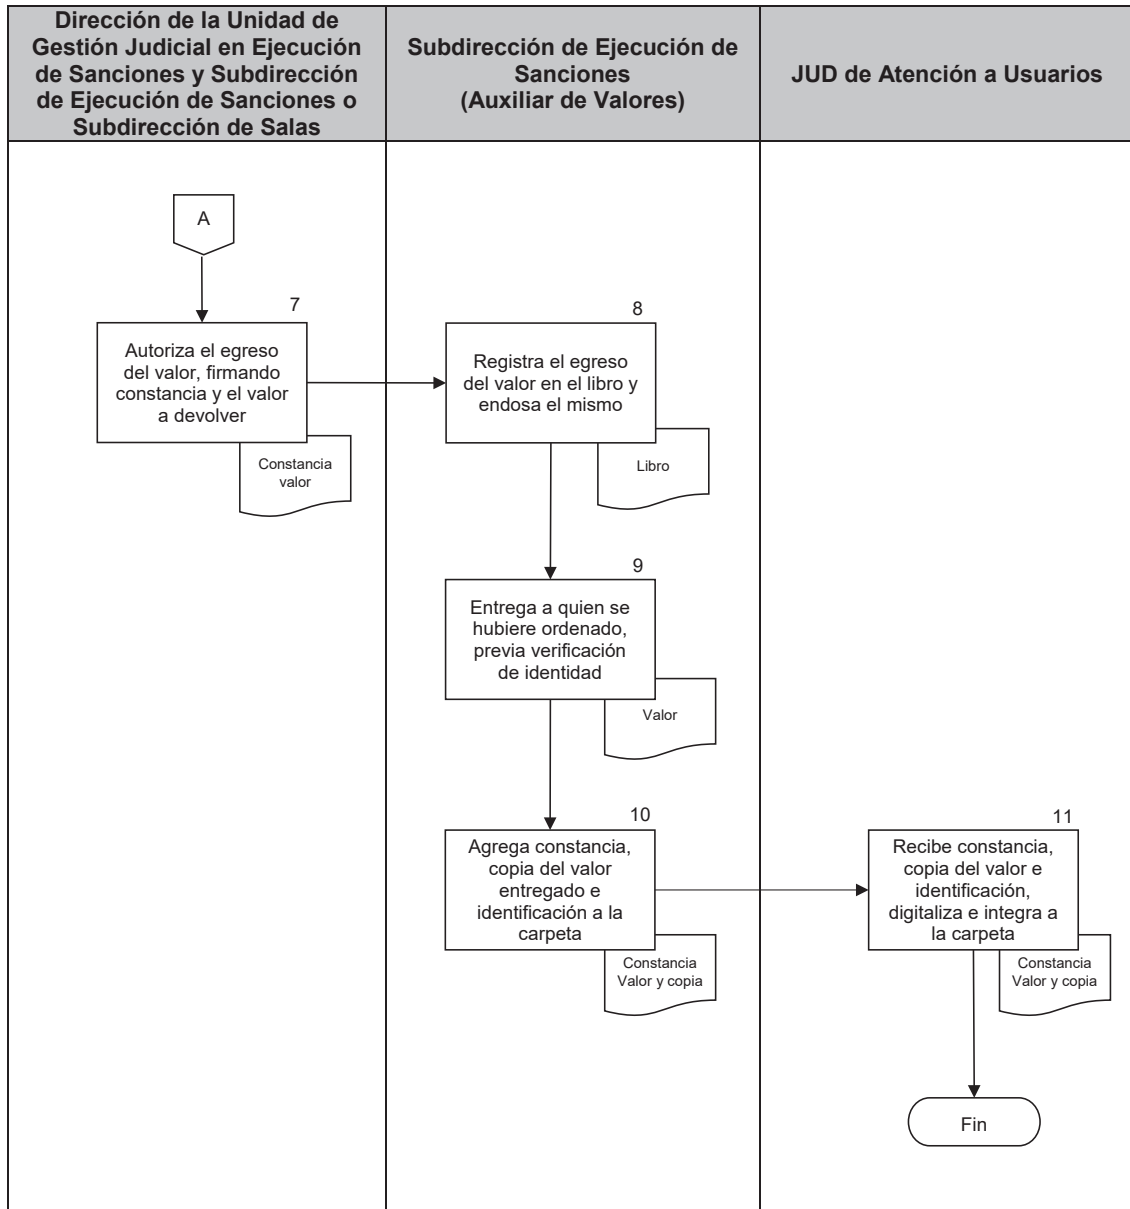 Dirección de la Unidad de
Gestión Judicial en Ejecución
de Sanciones y Subdirección
de Ejecución de Sanciones o
Subdirección de Salas
Subdirección de Ejecución de
Sanciones
(Auxiliar de Valores)
JUD de Atención a Usuarios
A
7
Autoriza el egreso
del valor, firmando
constancia y el valor
a devolver
Constancia
valor
8
Registra el egreso
del valor en el libro y
endosa el mismo
Libro
9
Entrega a quien se
hubiere ordenado,
previa verificación
de identidad
Valor
10
Agrega constancia,
copia del valor
entregado e
identificación a la
carpeta
Constancia
Valor y copia
11
Recibe constancia,
copia del valor e
identificación,
digitaliza e integra a
la carpeta
Constancia
Valor y copia
Fin